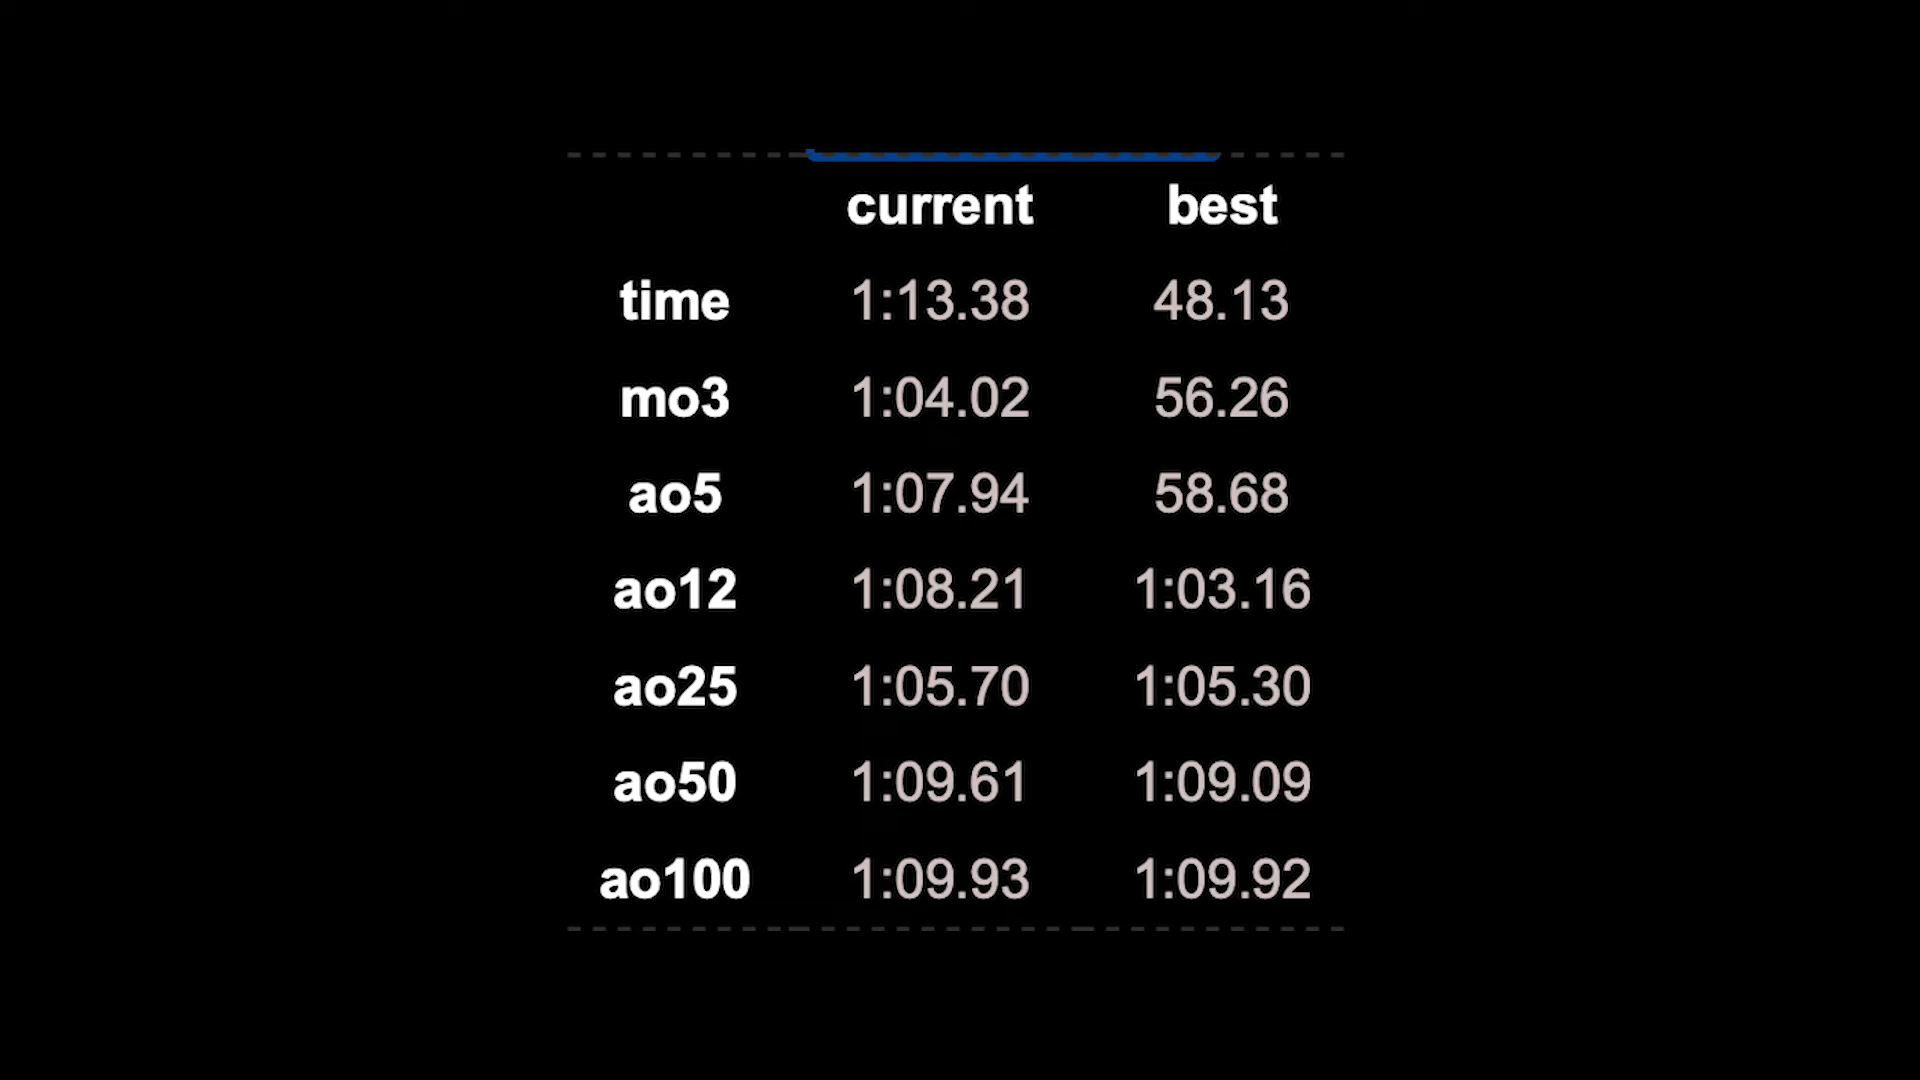 current best
time 1:13.38 48.13
mo3 1:04.02 56.26
ao5 1:07.94 58.68
ao12 1:08.21 1:03.16
ao25 1:05.70 1:05.30
ao50 1:09.61 1:09.09
ao100 1:09.93 1:09.92